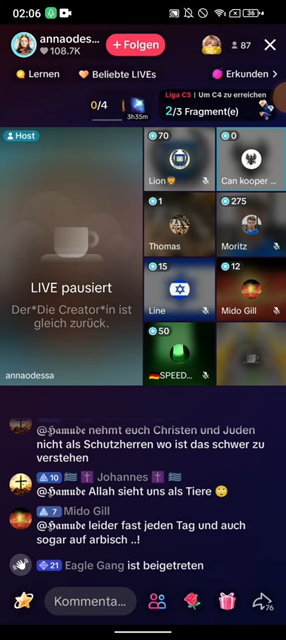 02:06
36
annaodes...
108.7K
+ Folgen
87
Lernen
Beliebte LIVEs
Erkunden >
0/4
3h35m
Liga C5 | Um C4 zu erreichen
2/3 Fragment(e)
Host
LIVE pausiert
Der*Die Creator*in ist
gleich zurück.
annaodessa
70
Lion🦁
0
Can kooper ...
1
Thomas
275
Moritz
15
Line
12
Mido Gill
50
🇩🇪SPEED...
@𝕳𝖆𝖒𝖚𝖉𝖊 nehmt euch Christen und Juden
nicht als Schutzherren wo ist das schwer zu
verstehen
10 🇬🇷 ✝️ Johannes ✝️ 🇬🇷
@𝕳𝖆𝖒𝖚𝖉𝖊 Allah sieht uns als Tiere 🙄
7 Mido Gill
@𝕳𝖆𝖒𝖚𝖉𝖊 leider fast jeden Tag und auch
sogar auf arbisch ..!
21 Eagle Gang ist beigetreten
Kommenta...
76